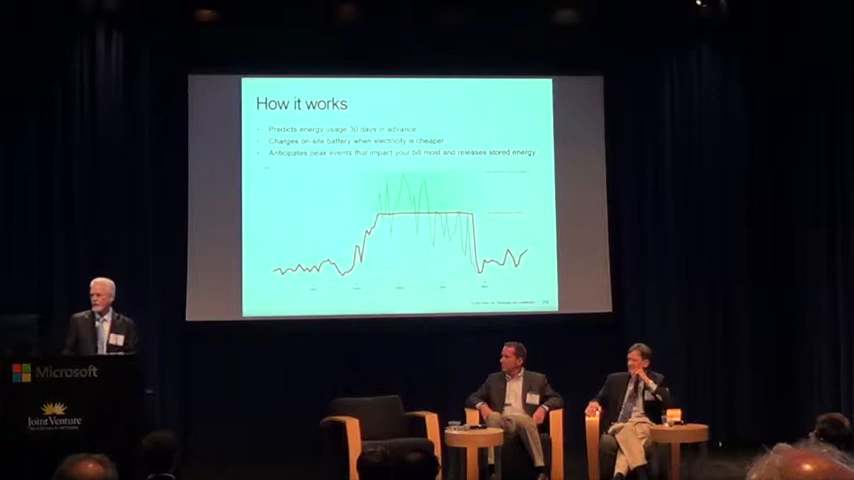 How it works
- Predicts energy usage 30 days in advance
- Charges on-site battery when electricity is cheaper
- Anticipates peak events that impact your bill most and releases stored energy
Microsoft
Joint Venture